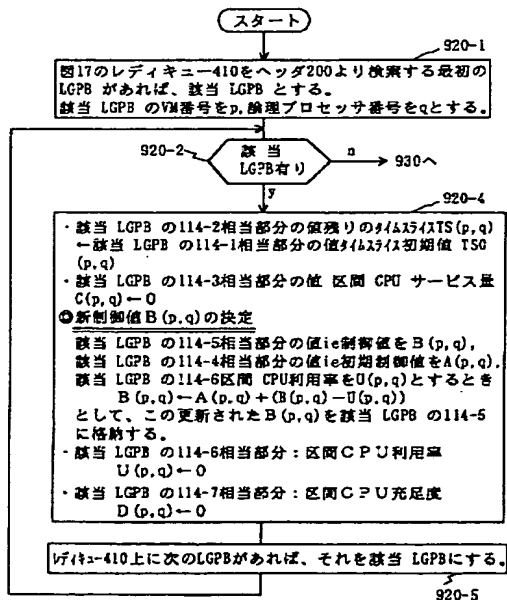 スタート
920-1
図17のレディキュー410をヘッダ200より検索する最初の
LGPB があれば、該当 LGPB とする。
該当 LGPB のVM番号をp,論理プロセッサ番号をqとする。
920-2
該 当
LGPB有り
n
930へ
y
920-4
・該当 LGPB の114-2相当部分の値残りのタイムスライスTS(p,q)
←該当 LGPB の114-1相当部分の値タイムスライス初期値 TSO
(p,q)
・該当 LGPB の114-3相当部分の値 区間 CPU サービス量
C(p,q)←0
◎新制御値B(p,q)の決定
該当 LGPB の114-5相当部分の値ie制御値をB(p,q),
該当 LGPB の114-4相当部分の値ie初期制御値をA(p,q),
該当 LGPB の114-6区間 CPU利用率をU(p,q)とするとき
B(p,q)←A(p,q)+(B(p,q)-U(p,q))
として、この更新されたB(p,q)を該当 LGPB の114-5
に格納する。
・該当 LGPB の114-6相当部分:区間CPU利用率
U(p,q)←0
・該当 LGPB の114-7相当部分:区間CPU充足度
D(p,q)←0
レディキュー410上に次のLGPBがあれば、それを該当 LGPBにする。
920-5